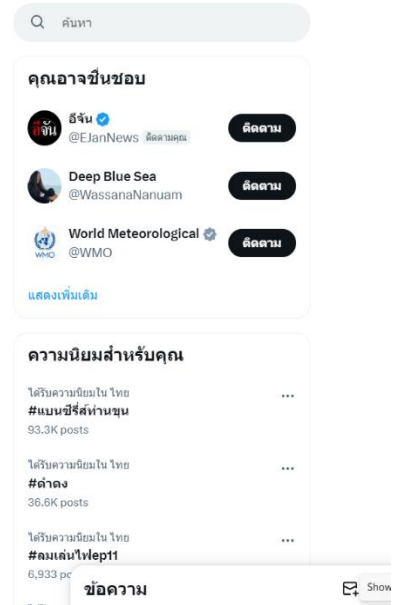 ค้นหา
คุณอาจชื่นชอบ
อีจัน
@EJanNews ติดตามคุณ
ติดตาม
Deep Blue Sea
@WassanaNanuam
ติดตาม
World Meteorological
@WMO
ติดตาม
แสดงเพิ่มเติม
ความนิยมสำหรับคุณ
ได้รับความนิยมใน ไทย
#แบนซีรี่ส์ท่านขุน
93.3K posts
ได้รับความนิยมใน ไทย
#ดำดง
36.6K posts
ได้รับความนิยมใน ไทย
#ลมเล่นไฟep11
6,933 po
ข้อความ
Show